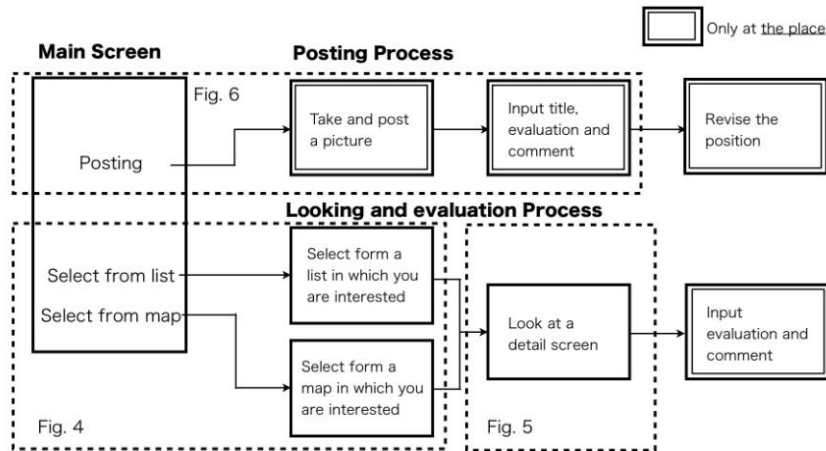 Only at the place
Main Screen
Posting Process
Fig. 6
Posting
Take and post
a picture
Input title,
evaluation and
comment
Revise the
position
Looking and evaluation Process
Select from list
Select from map
Select form a
list in which you
are interested
Select form a
map in which you
are interested
Fig. 4
Look at a
detail screen
Fig. 5
Input
evaluation and
comment